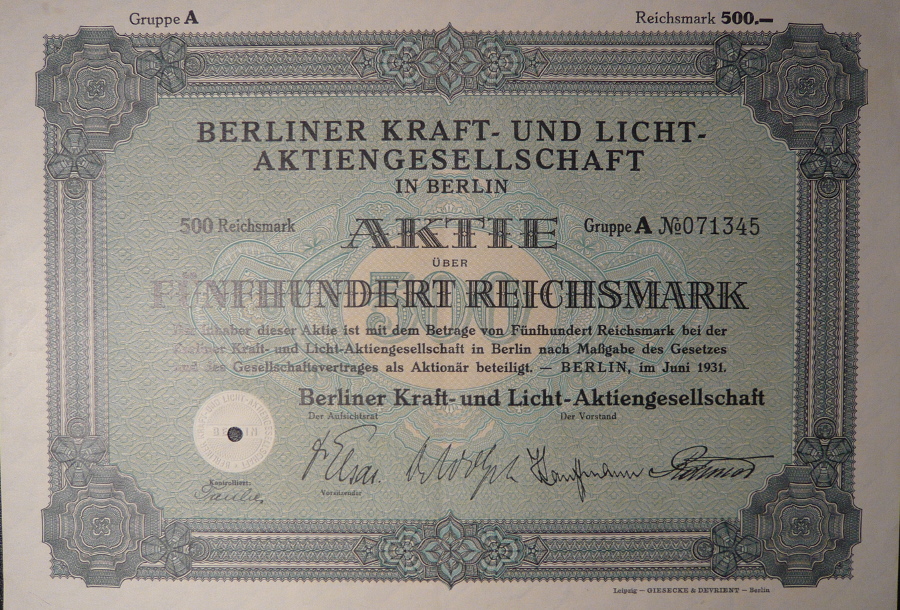 Gruppe A
Reichsmark 500.—
BERLINER KRAFT- UND LICHT-
AKTIENGESELLSCHAFT
IN BERLIN
500 Reichsmark
AKTIE
Gruppe A № 071345
ÜBER
500
FÜNFHUNDERT REICHSMARK
Der Inhaber dieser Aktie ist mit dem Betrage von Fünfhundert Reichsmark bei der
Berliner Kraft- und Licht-Aktiengesellschaft in Berlin nach Maßgabe des Gesetzes
und des Gesellschaftsvertrages als Aktionär beteiligt. — BERLIN, im Juni 1931.
Berliner Kraft- und Licht-Aktiengesellschaft
Der Aufsichtsrat
Der Vorstand
Kontrolliert:
Vorsitzender
Leipzig — GIESECKE & DEVRIENT — Berlin